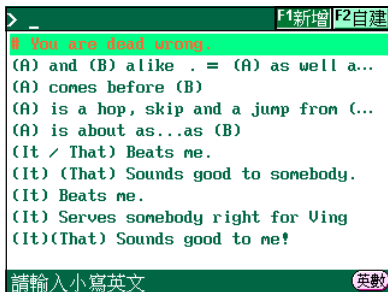 > _ F1新增 F2自建
# You are dead wrong.
(A) and (B) alike . = (A) as well a...
(A) comes before (B)
(A) is a hop, skip and a jump from (...
(A) is about as...as (B)
(It / That) Beats me.
(It) (That) Sounds good to somebody.
(It) Beats me.
(It) Serves somebody right for Ving
(It)(That) Sounds good to me!
請輸入小寫英文 英數